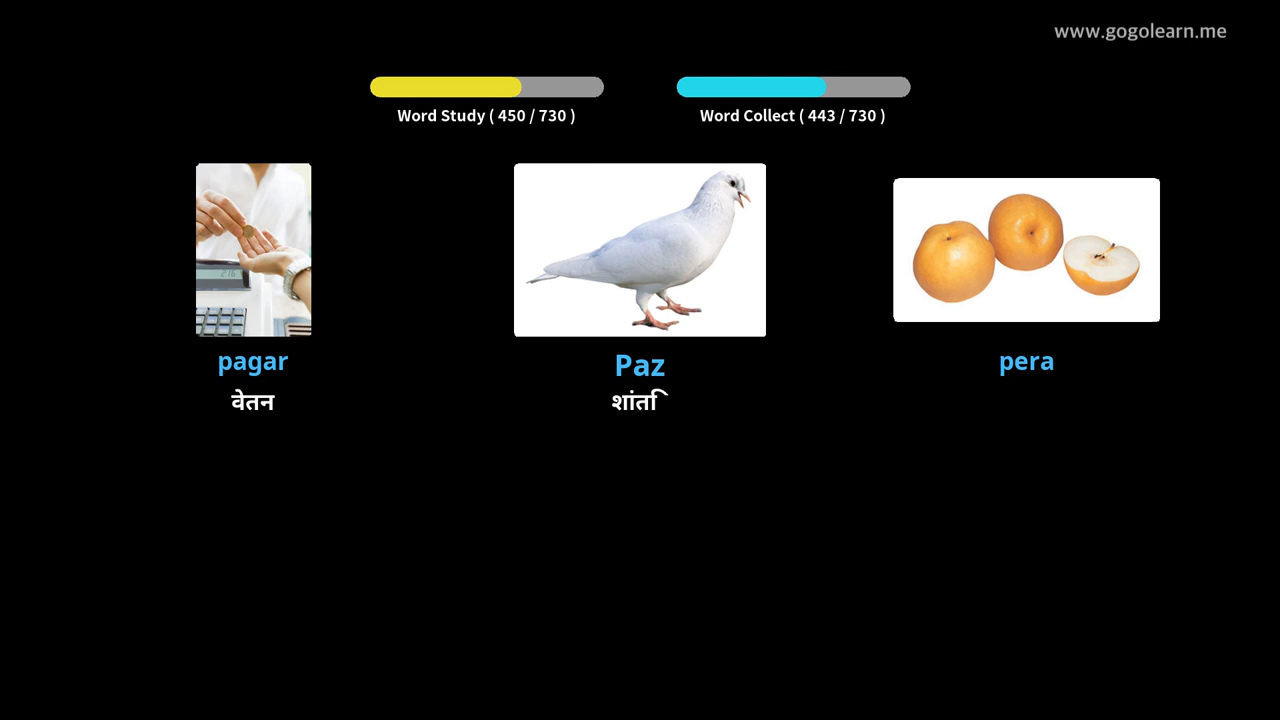 www.gogolearn.me
Word Study ( 450 / 730 )
Word Collect ( 443 / 730 )
pagar
Paz
pera
वेतन
शांति